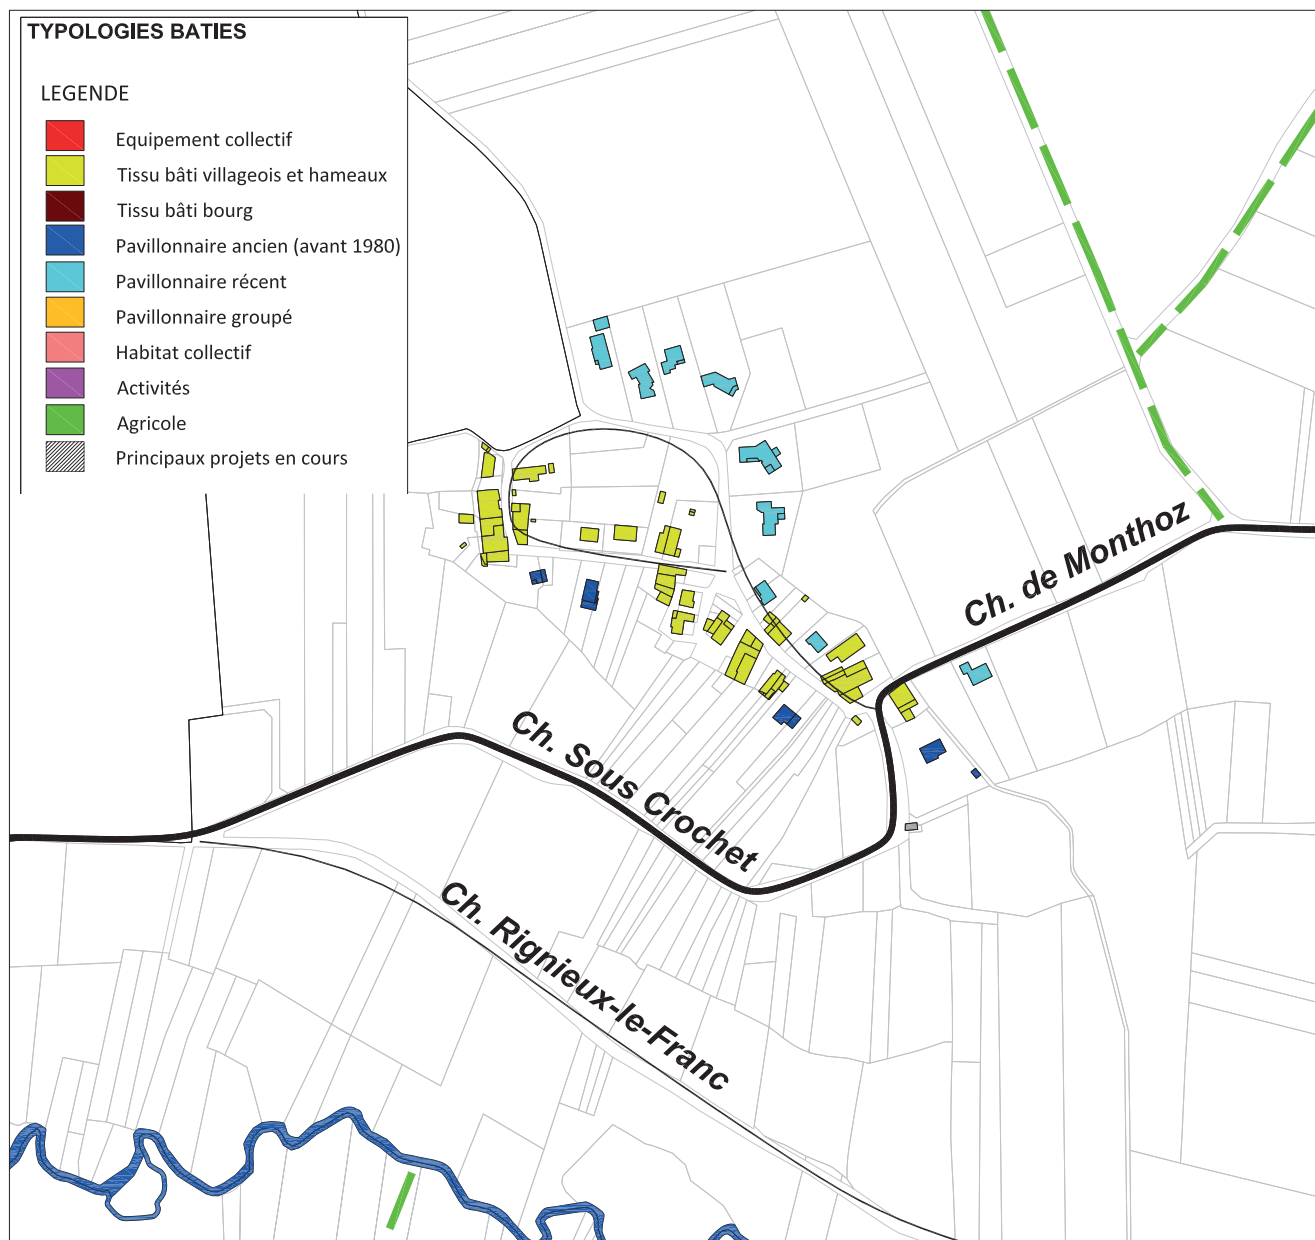 TYPOLOGIES BATIES
LEGENDE
Equipement collectif
Tissu bâti villageois et hameaux
Tissu bâti bourg
Pavillonnaire ancien (avant 1980)
Pavillonnaire récent
Pavillonnaire groupé
Habitat collectif
Activités
Agricole
Principaux projets en cours
Ch. de Monthoz
Ch. Sous Crochet
Ch. Rignieux-le-Franc